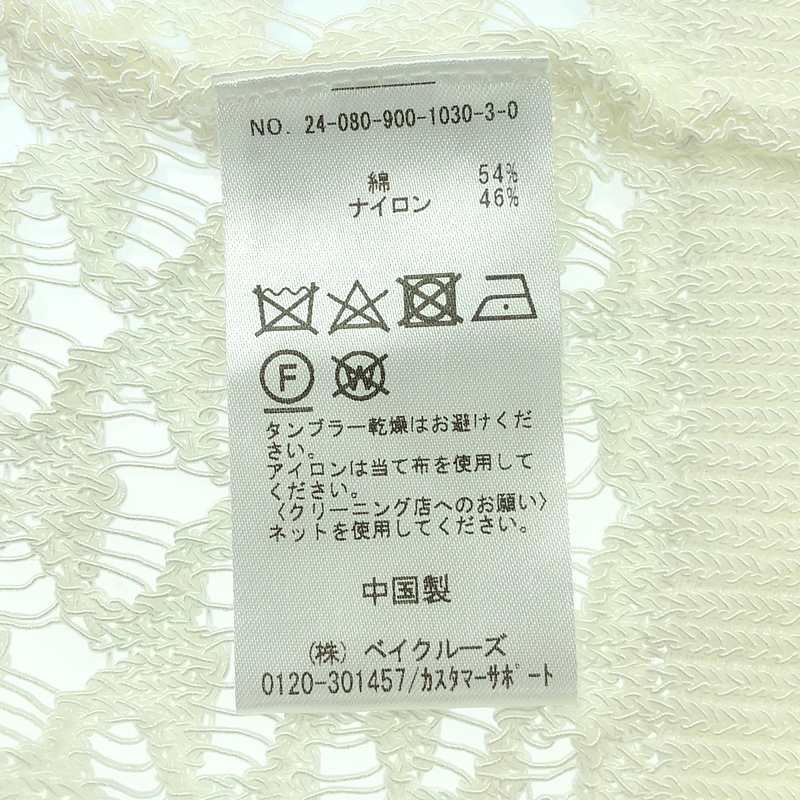 NO. 24-080-900-1030-3-0
綿 54%
ナイロン 46%
F W
タンブラー乾燥はお避けくだ
さい。
アイロンは当て布を使用して
ください。
〈クリーニング店へのお願い〉
ネットを使用してください。
中国製
(株) ベイクルーズ
0120-301457/カスタマーサポート